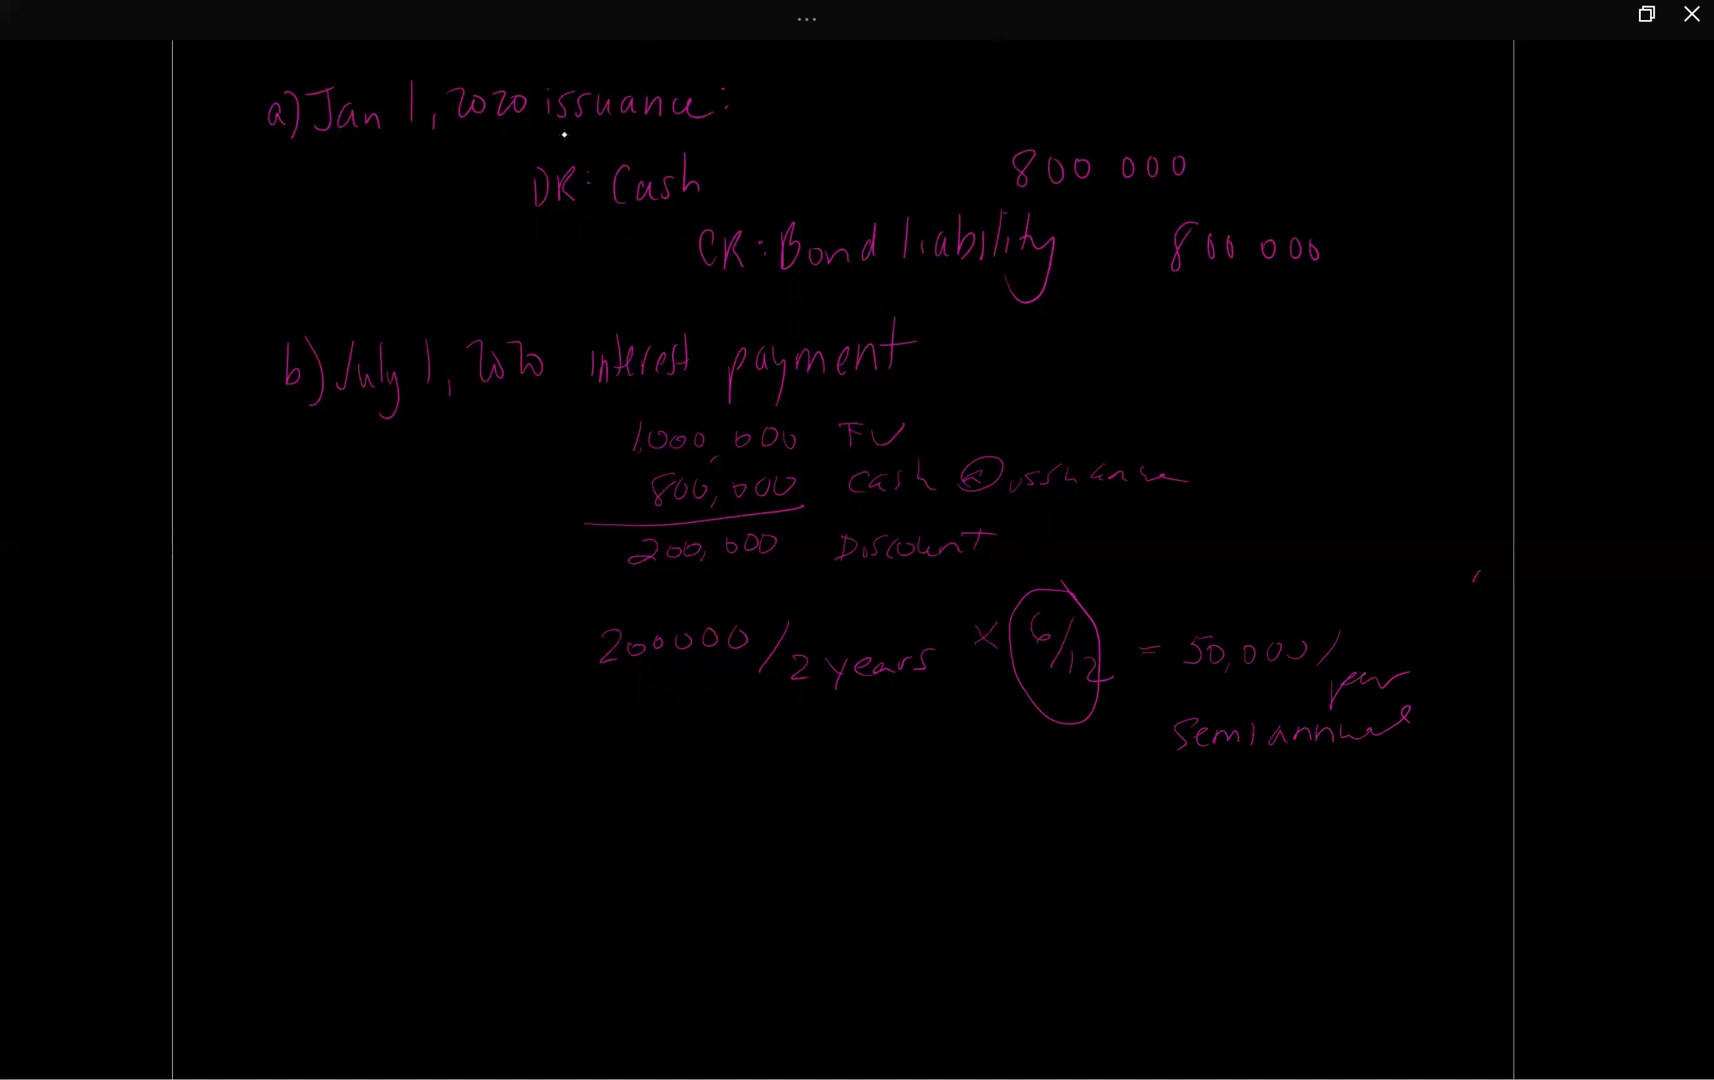 a) Jan 1, 2020 issuance:
DR: Cash 800 000
CR: Bond liability 800 000
b) July 1, 2020 interest payment
1,000,000 FV
800,000 Cash @ issuance
200,000 Discount
200000/2 years × 6/12 = 50,000/per
semiannual